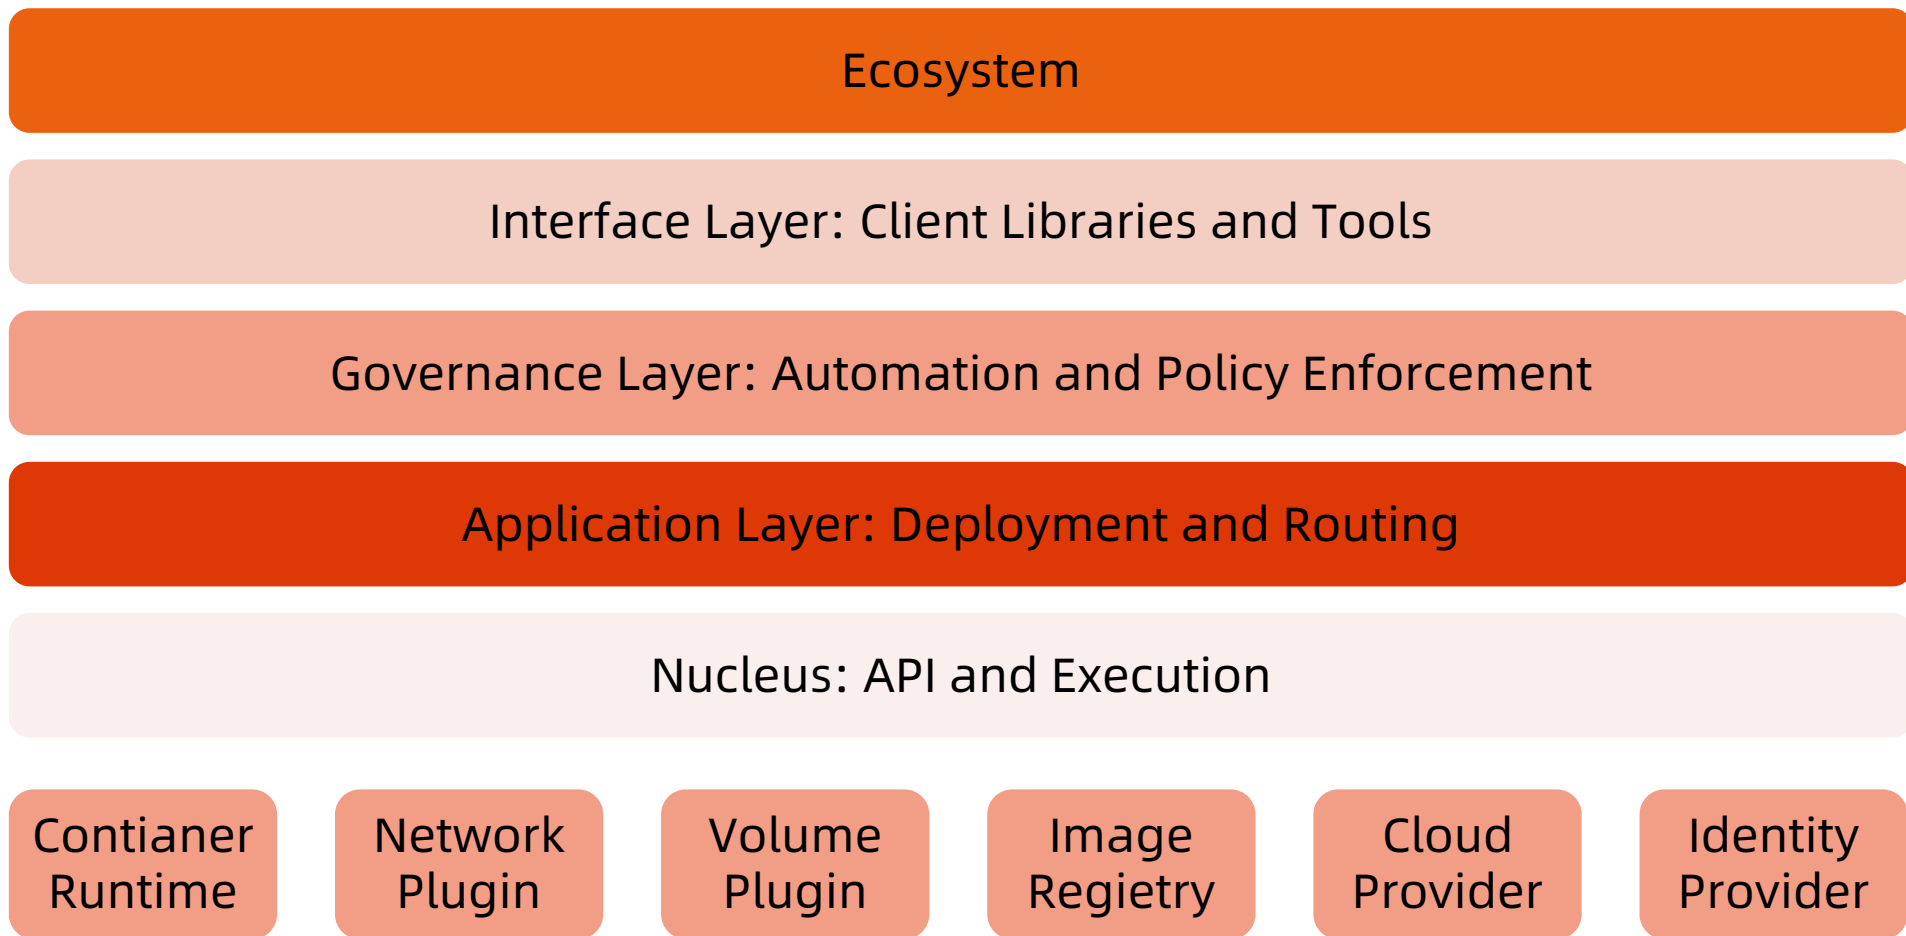 Ecosystem
Interface Layer: Client Libraries and Tools
Governance Layer: Automation and Policy Enforcement
Application Layer: Deployment and Routing
Nucleus: API and Execution
Contianer
Runtime
Network
Plugin
Volume
Plugin
Image
Registry
Cloud
Provider
Identity
Provider